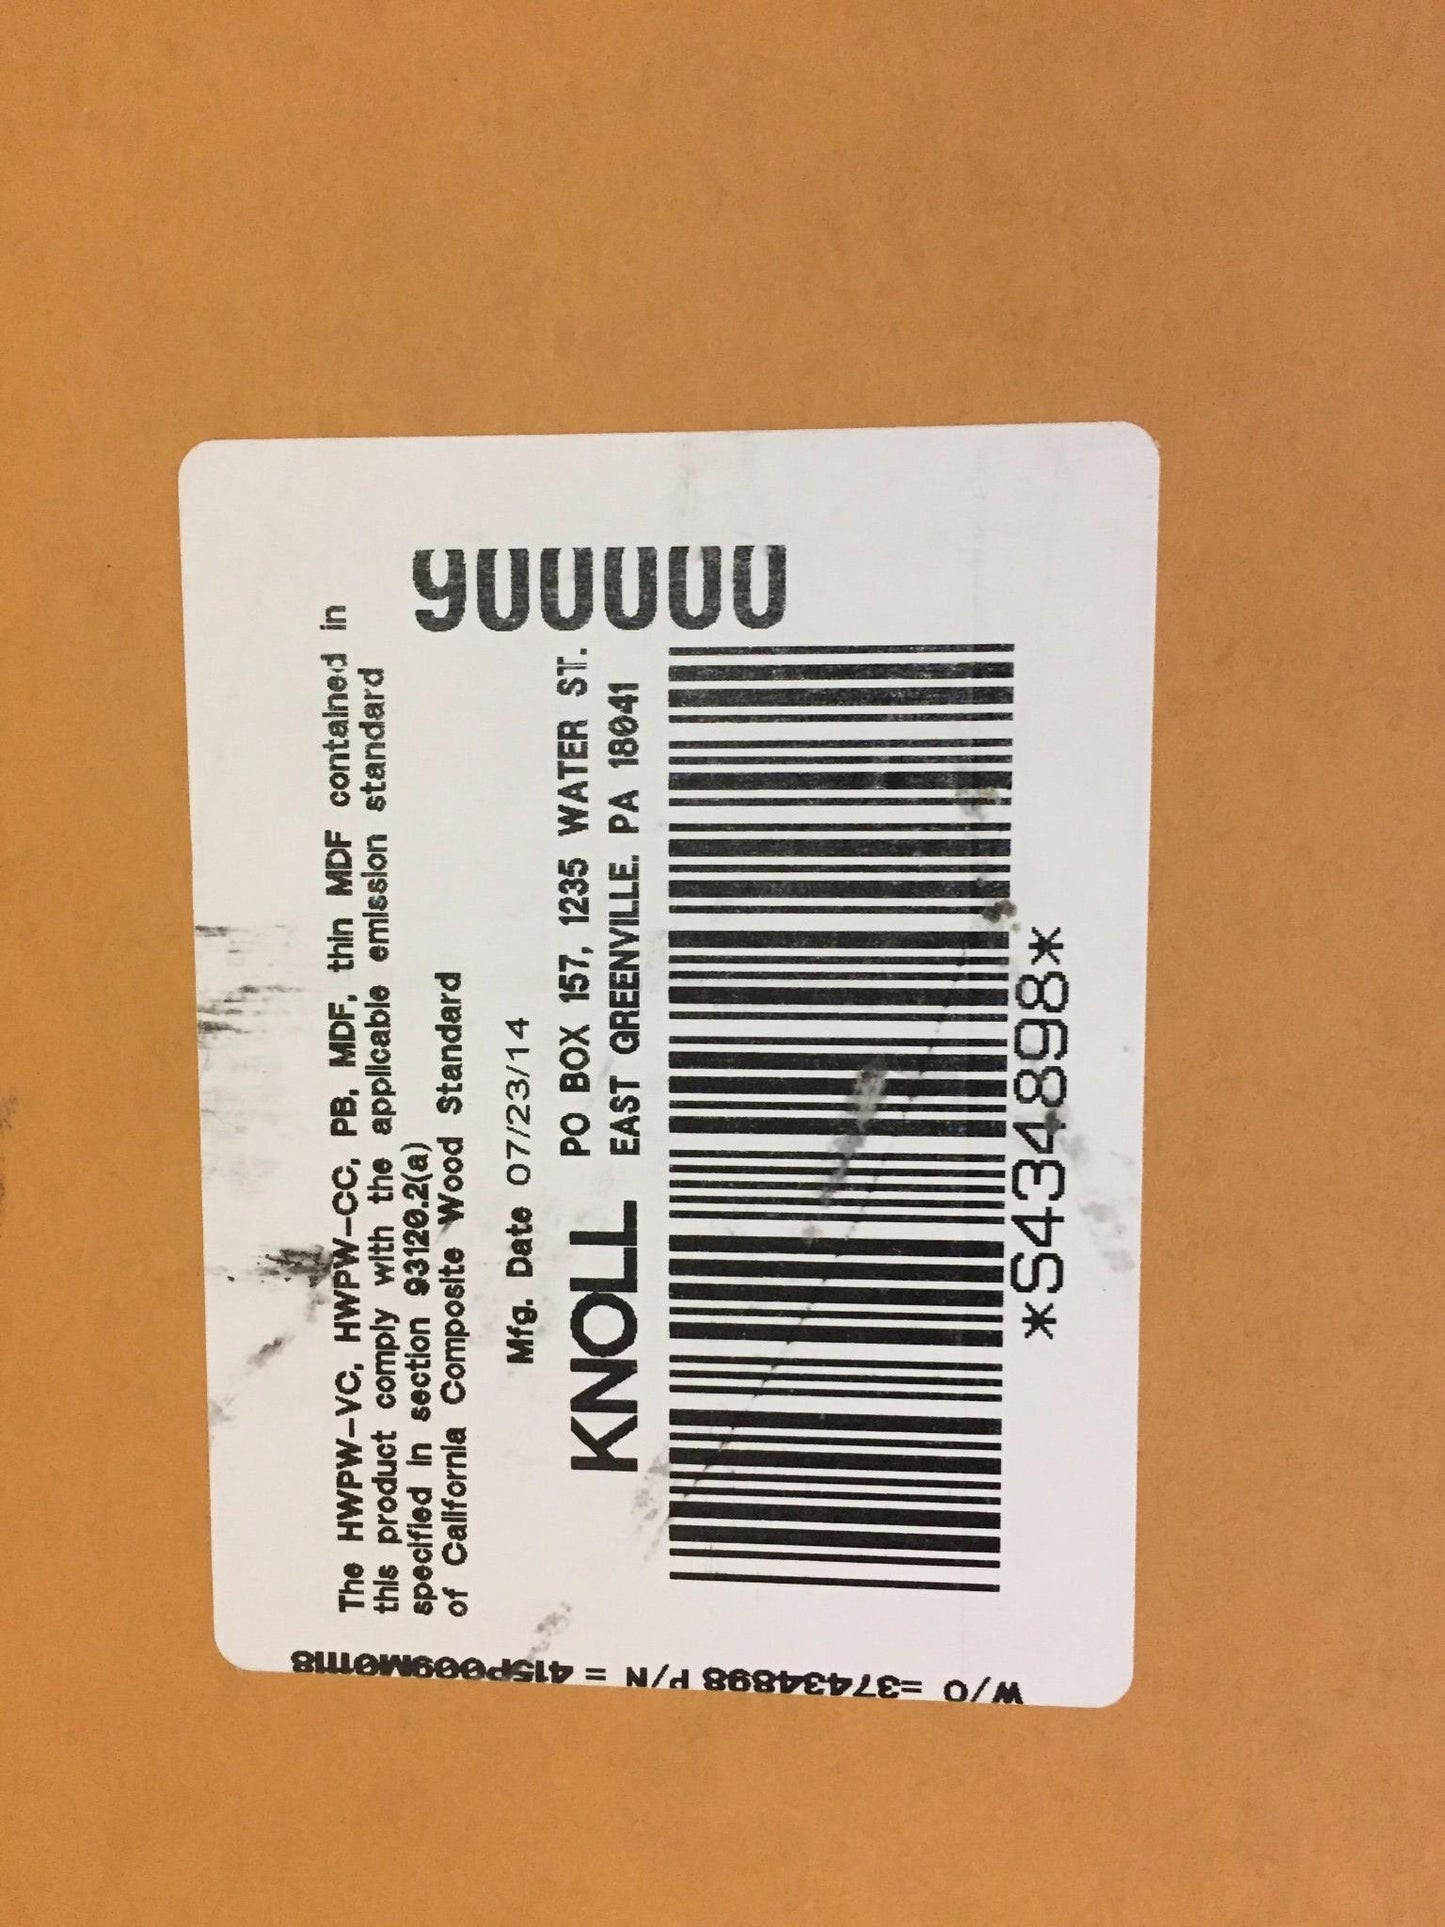 The HWPW-VC, HWPW-CC, PB, MDF, thin MDF contained in
this product comply with the applicable emission standard
specified in section 93120.2(a)
of California Composite Wood Standard
Mfg. Date 07/23/14
KNOLL
PO BOX 157, 1235 WATER ST.
EAST GREENVILLE. PA 18041
*S434898*
W/O =37434898 P/N =